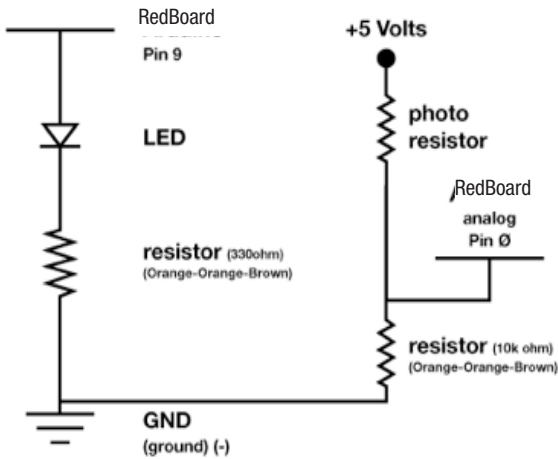 RedBoard
Pin 9
LED
resistor (330ohm)
(Orange-Orange-Brown)
GND
(ground) (-)
+5 Volts
photo
resistor
RedBoard
analog
Pin Ø
resistor (10k ohm)
(Orange-Orange-Brown)